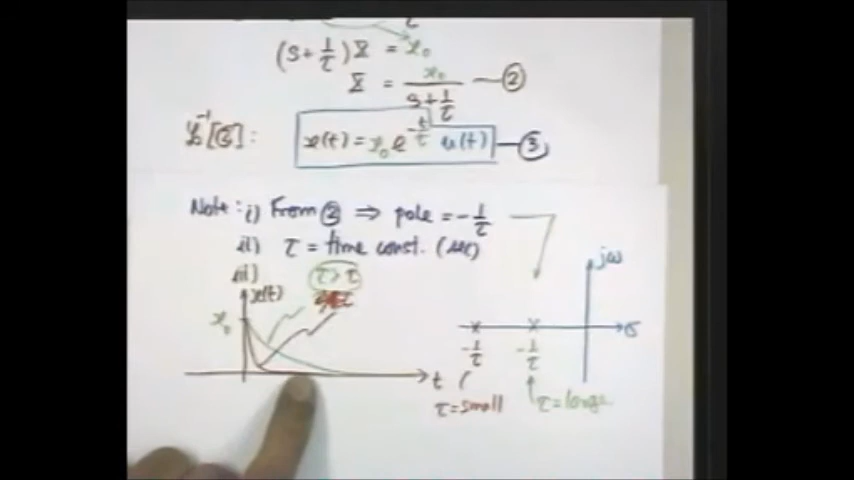 (S+1/τ)X = x₀
X = x₀/(S+1/τ) — ②
ℒ⁻¹[②]: x(t) = x₀ e^(-t/τ) u(t) — ③
Note: i) From ② ⇒ pole = -1/τ
ii) τ = time const. (sec)
iii)
x(t)
x₀
t
jω
σ
-1/τ -1/τ
τ=small τ=large